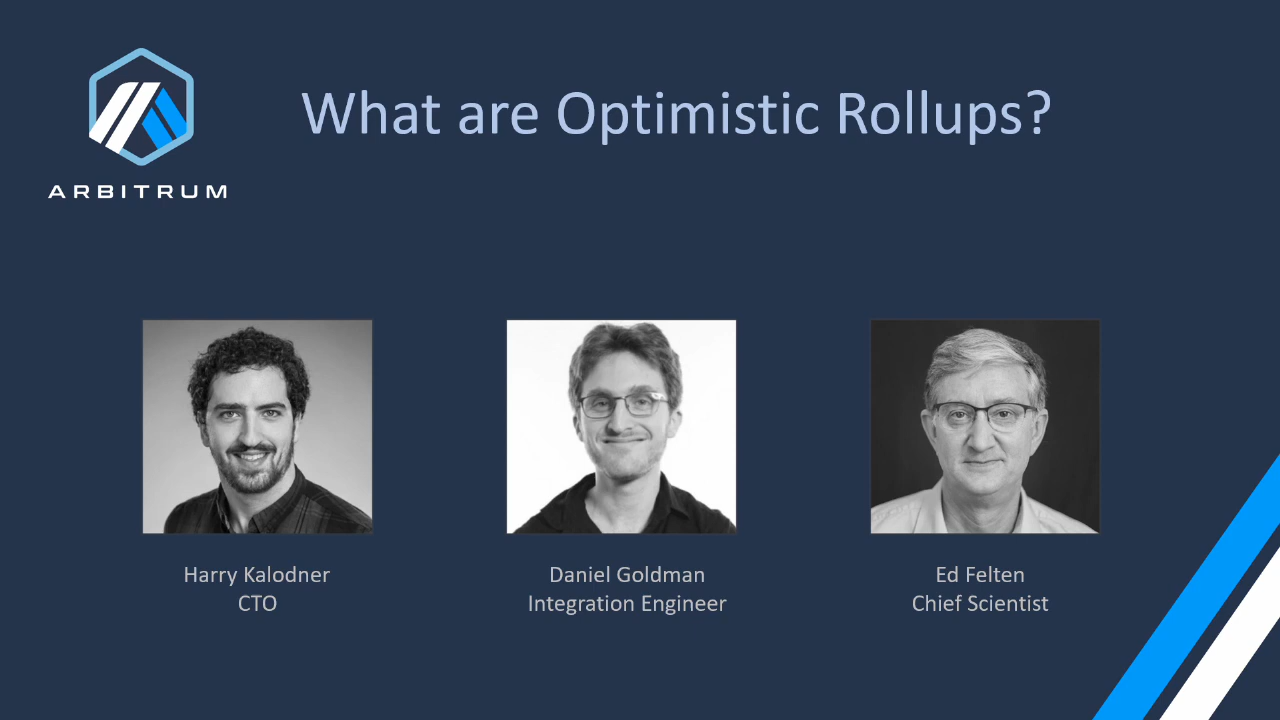 What are Optimistic Rollups?
ARBITRUM
Harry Kalodner
CTO
Daniel Goldman
Integration Engineer
Ed Felten
Chief Scientist